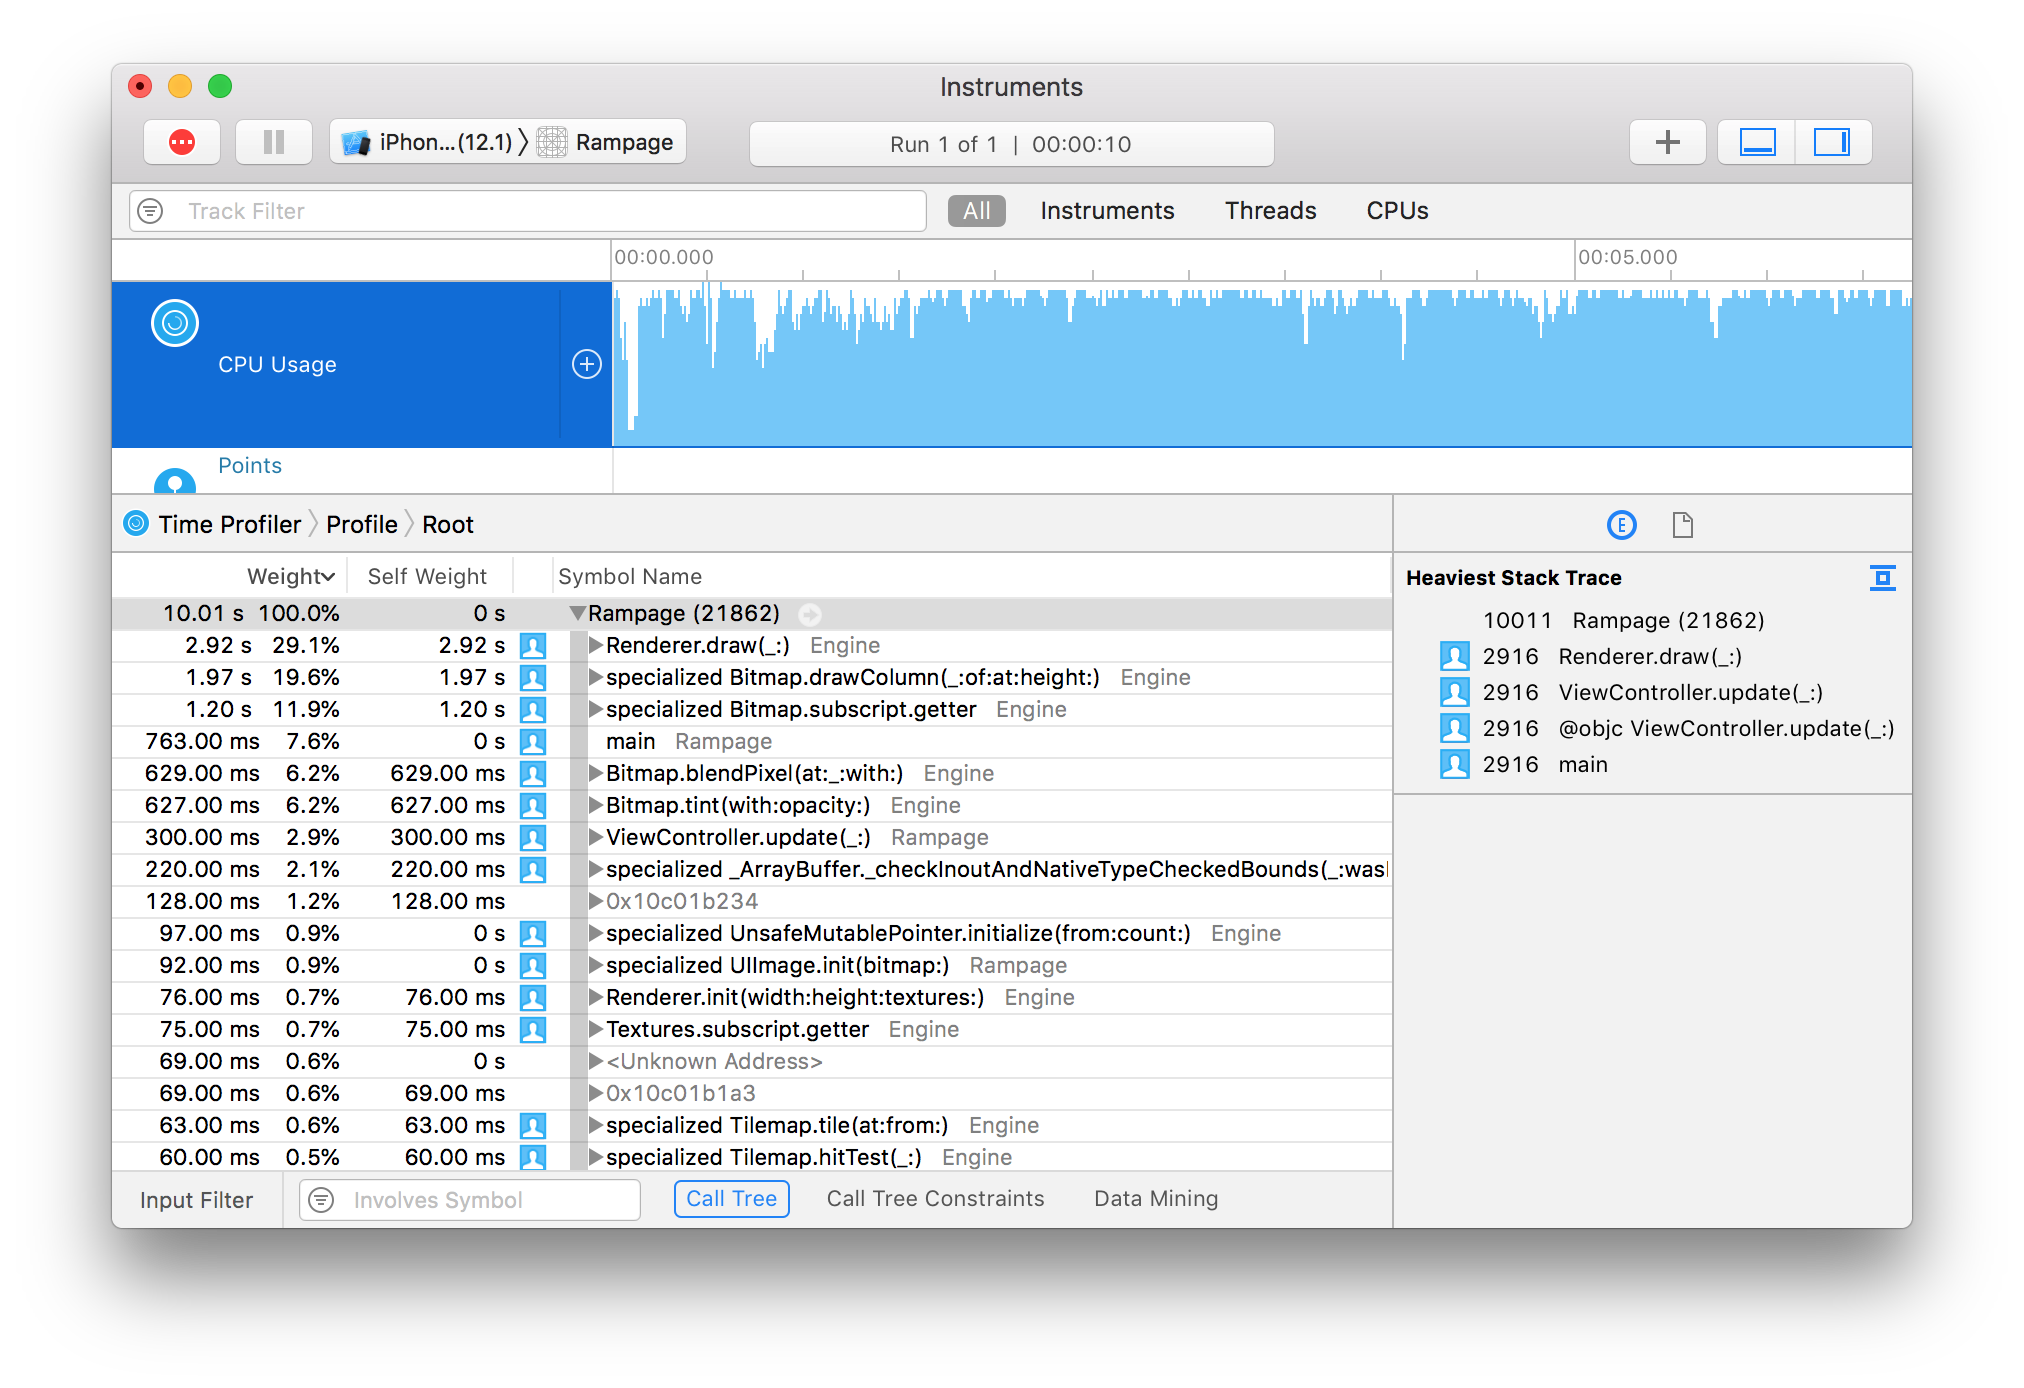 Instruments
iPhon...(12.1) Rampage
Run 1 of 1 | 00:00:10
Track Filter All Instruments Threads CPUs
00:00.000 00:05.000
CPU Usage
Points
Time Profiler Profile Root
Weight Self Weight Symbol Name
10.01 s 100.0% 0 s Rampage (21862)
2.92 s 29.1% 2.92 s Renderer.draw(_:) Engine
1.97 s 19.6% 1.97 s specialized Bitmap.drawColumn(_:of:at:height:) Engine
1.20 s 11.9% 1.20 s specialized Bitmap.subscript.getter Engine
763.00 ms 7.6% 0 s main Rampage
629.00 ms 6.2% 629.00 ms Bitmap.blendPixel(at:_:with:) Engine
627.00 ms 6.2% 627.00 ms Bitmap.tint(with:opacity:) Engine
300.00 ms 2.9% 300.00 ms ViewController.update(_:) Rampage
220.00 ms 2.1% 220.00 ms specialized _ArrayBuffer._checkInoutAndNativeTypeCheckedBounds(_:was
128.00 ms 1.2% 128.00 ms 0x10c01b234
97.00 ms 0.9% 0 s specialized UnsafeMutablePointer.initialize(from:count:) Engine
92.00 ms 0.9% 0 s specialized UIImage.init(bitmap:) Rampage
76.00 ms 0.7% 76.00 ms Renderer.init(width:height:textures:) Engine
75.00 ms 0.7% 75.00 ms Textures.subscript.getter Engine
69.00 ms 0.6% 0 s <Unknown Address>
69.00 ms 0.6% 69.00 ms 0x10c01b1a3
63.00 ms 0.6% 63.00 ms specialized Tilemap.tile(at:from:) Engine
60.00 ms 0.5% 60.00 ms specialized Tilemap.hitTest(_:) Engine
Input Filter Involves Symbol Call Tree Call Tree Constraints Data Mining
E
Heaviest Stack Trace
10011 Rampage (21862)
2916 Renderer.draw(_:)
2916 ViewController.update(_:)
2916 @objc ViewController.update(_:)
2916 main